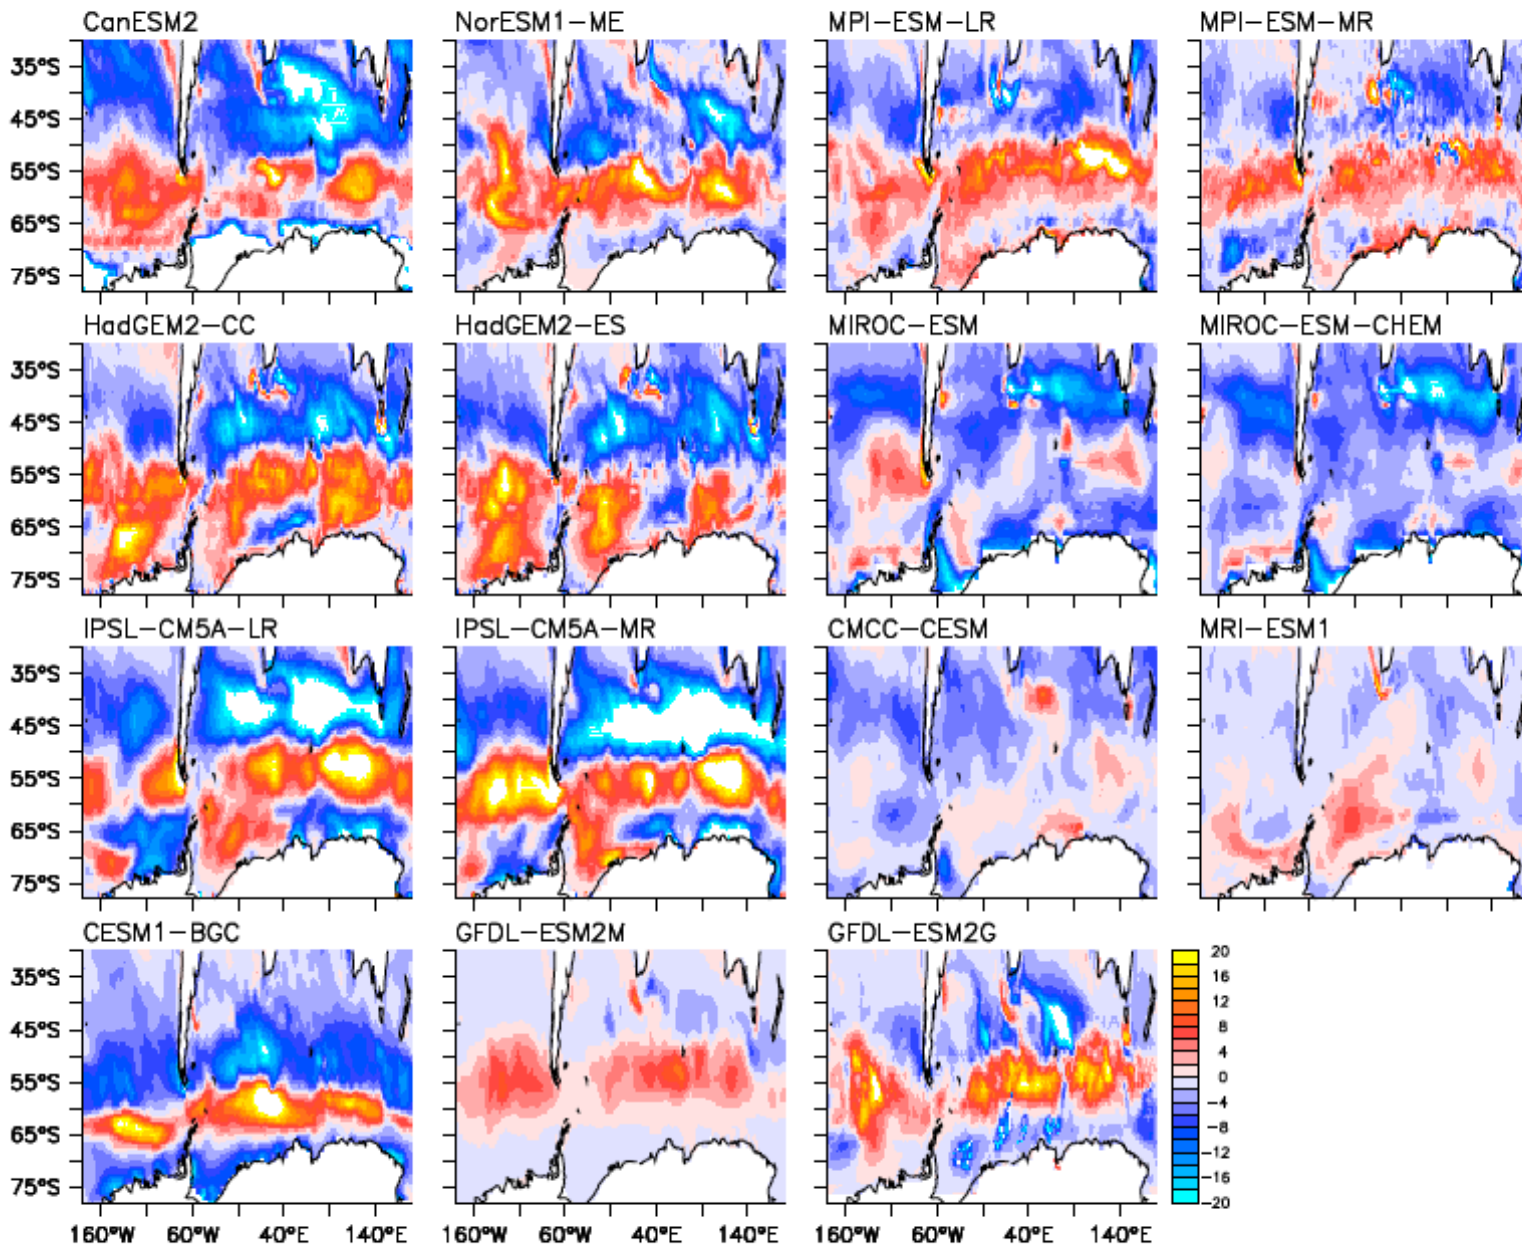 CanESM2 NorESM1-ME MPI-ESM-LR MPI-ESM-MR
35°S
45°S
55°S
65°S
75°S
HadGEM2-CC HadGEM2-ES MIROC-ESM MIROC-ESM-CHEM
35°S
45°S
55°S
65°S
75°S
IPSL-CM5A-LR IPSL-CM5A-MR CMCC-CESM MRI-ESM1
35°S
45°S
55°S
65°S
75°S
CESM1-BGC GFDL-ESM2M GFDL-ESM2G
35°S
45°S
55°S
65°S
75°S
20
16
12
8
4
0
-4
-8
-12
-16
-20
160°W 60°W 40°E 140°E 160°W 60°W 40°E 140°E 160°W 60°W 40°E 140°E